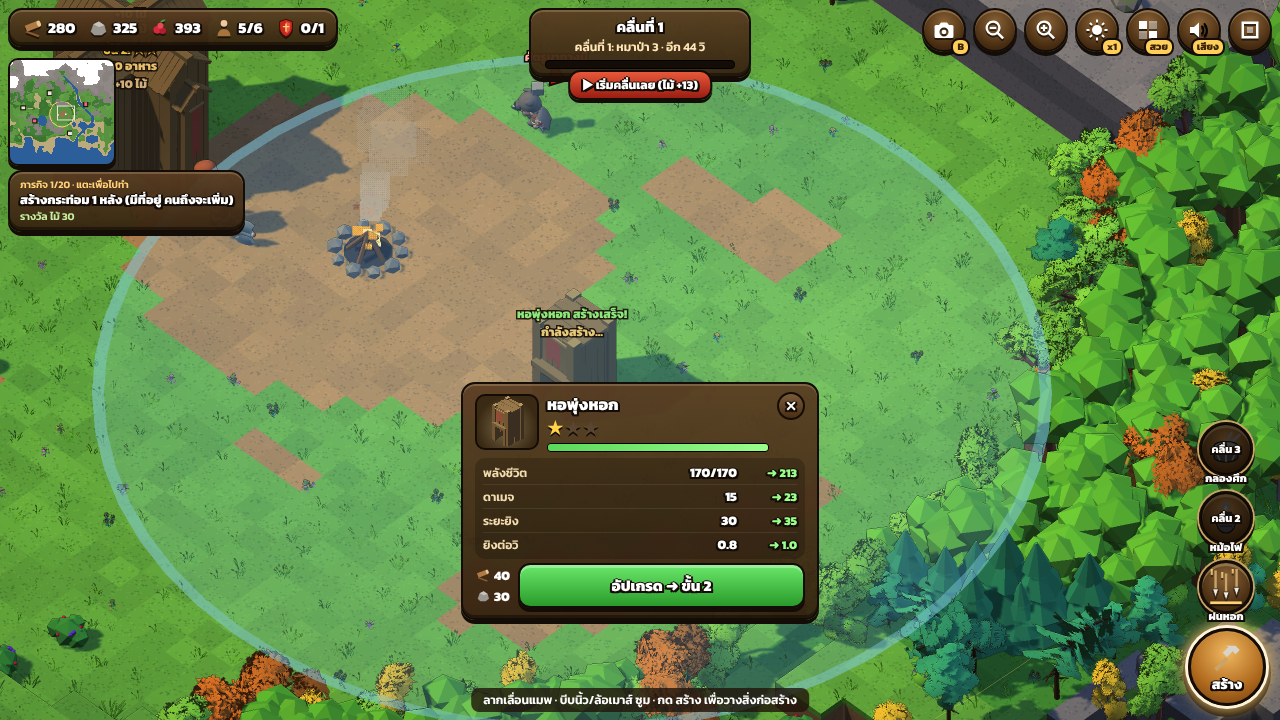 280 325 393 5/6 0/1
คลื่นที่ 1
คลื่นที่ 1: หมาป่า 3 · อีก 44 วิ
▶ เริ่มคลื่นเลย (ไม้ +13)
B
x1
สวย
เสียง
0 อาหาร
+10 ไม้
ภารกิจ 1/20 · แตะเพื่อไปทำ
สร้างกระท่อม 1 หลัง (มีที่อยู่ คนถึงจะเพิ่ม)
รางวัล ไม้ 30
หอพุ่งหอก สร้างเสร็จ!
กำลังสร้าง...
หอพุ่งหอก
พลังชีวิต 170/170 → 213
ดาเมจ 15 → 23
ระยะยิง 30 → 35
ยิงต่อวิ 0.8 → 1.0
40
30
อัปเกรด → ขั้น 2
คลื่น 3
กลองศึก
คลื่น 2
หม้อไฟ
ฝนหอก
สร้าง
ลากเลื่อนแมพ · บีบนิ้ว/ล้อเมาส์ ซูม · กด สร้าง เพื่อวางสิ่งก่อสร้าง